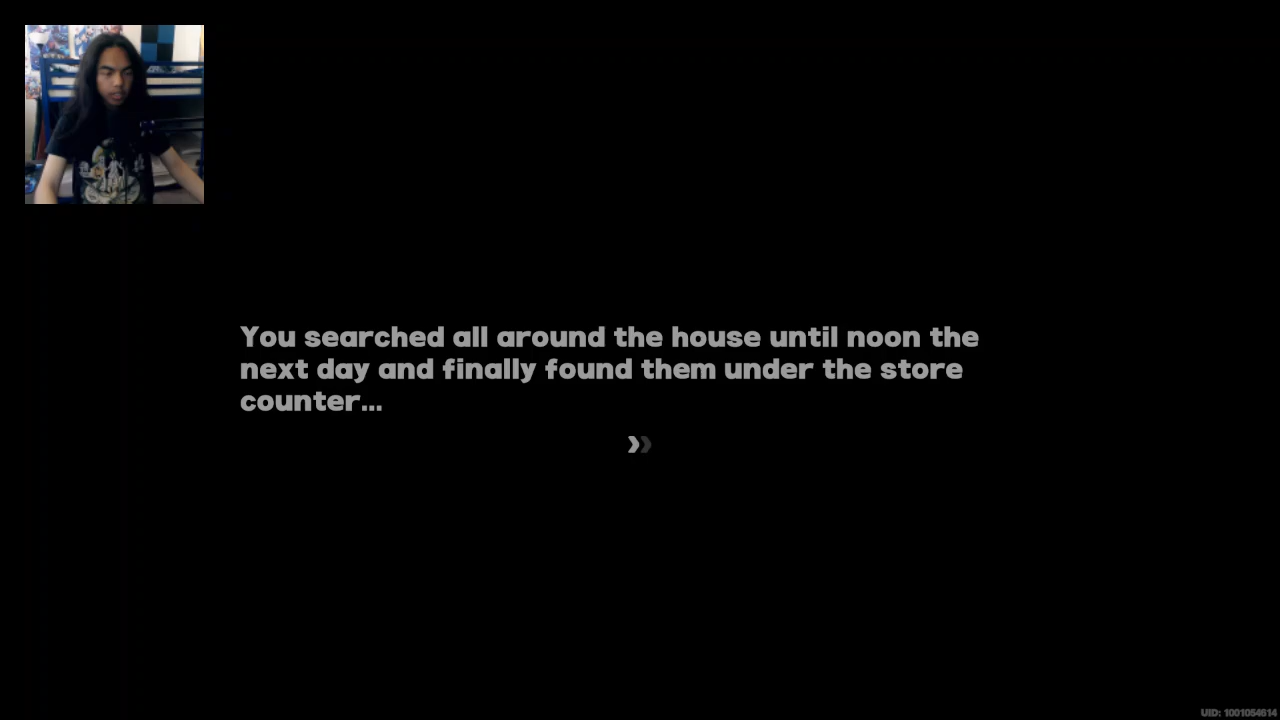 You searched all around the house until noon the
next day and finally found them under the store
counter...
UID: 1001054614